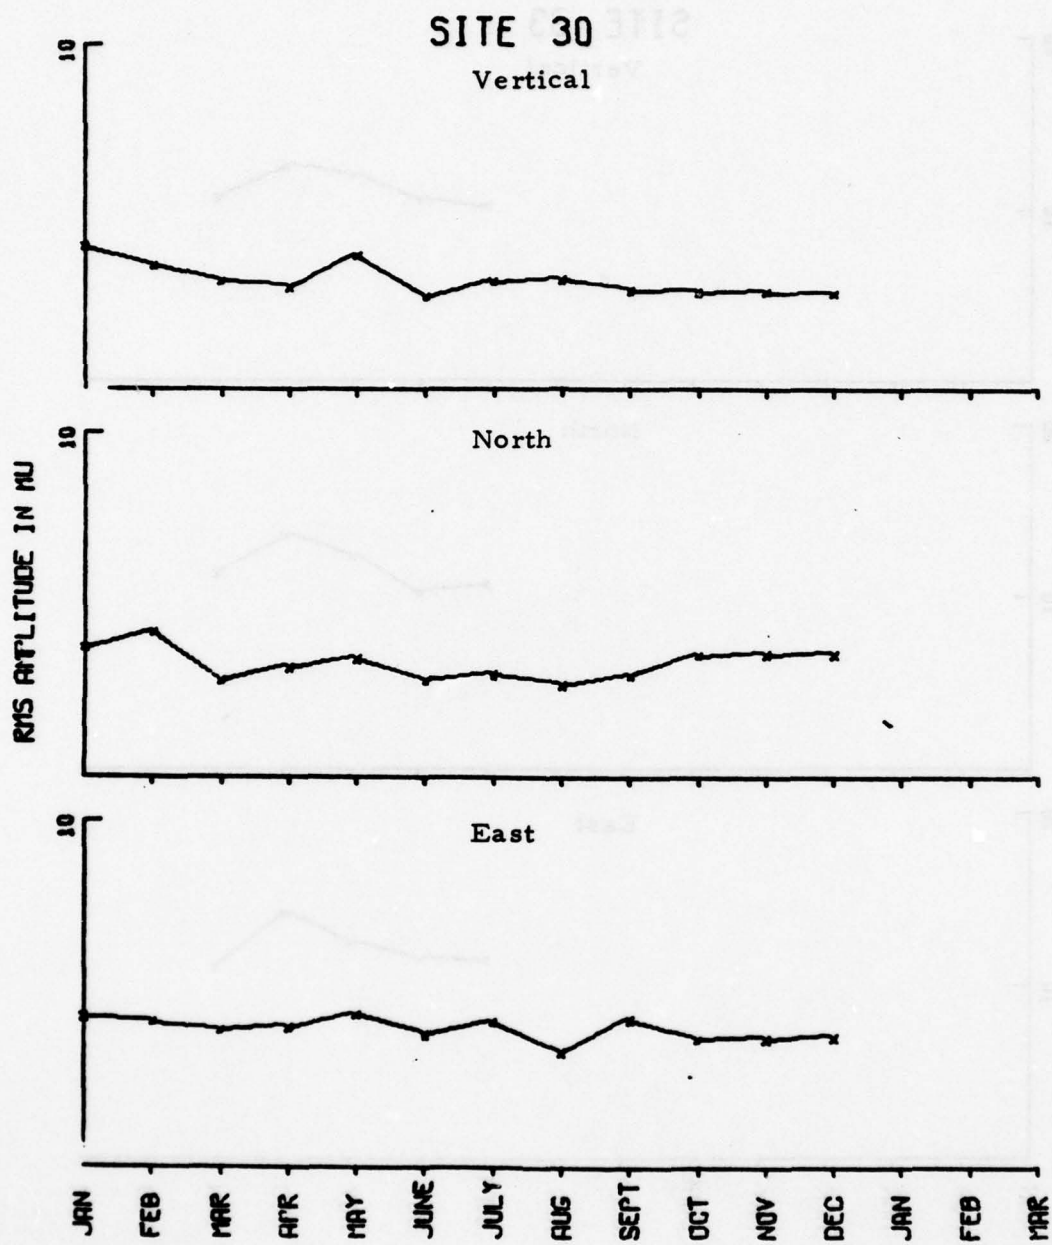 SITE 30
Vertical
10
North
10
RMS AMPLITUDE IN MU
East
10
JAN FEB MAR APR MAY JUNE JULY AUG SEPT OCT NOV DEC JAN FEB MAR